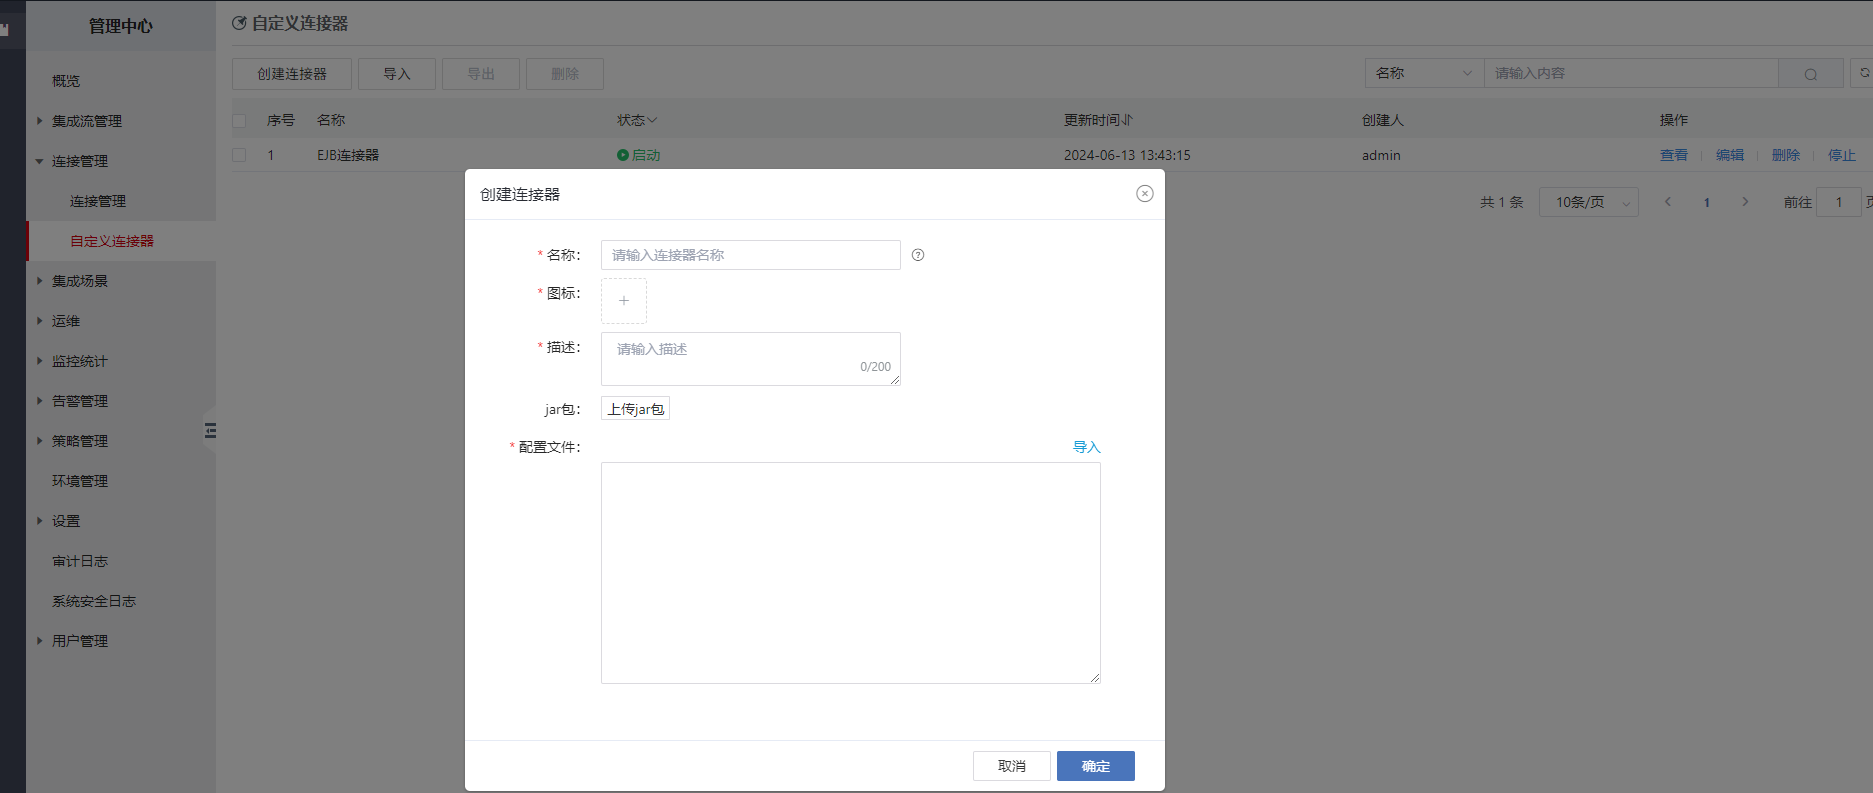 管理中心
概览
集成流管理
连接管理
连接管理
自定义连接器
集成场景
运维
监控统计
告警管理
策略管理
环境管理
设置
审计日志
系统安全日志
用户管理
自定义连接器
创建连接器 导入 导出 删除 名称 请输入内容
序号 名称 状态 更新时间 创建人 操作
1 EJB连接器 启动 2024-06-13 13:43:15 admin 查看 编辑 删除 停止
共 1 条 10条/页 1 前往 1
创建连接器
* 名称: 请输入连接器名称
* 图标:
* 描述: 请输入描述
0/200
jar包: 上传jar包
* 配置文件: 导入
取消 确定